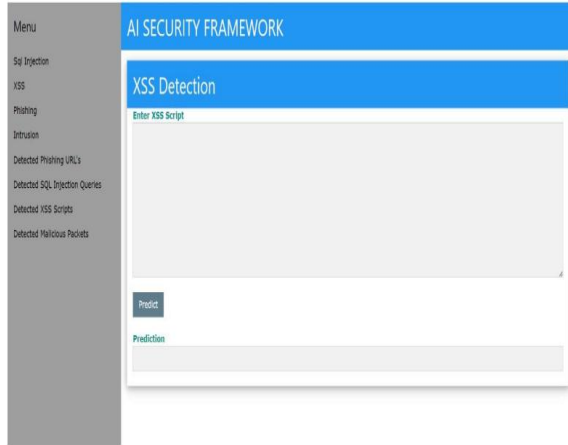 Menu
Sql Injection
XSS
Phishing
Intrusion
Detected Phishing URL's
Detected SQL Injection Queries
Detected XSS Scripts
Detected Malicious Packets
AI SECURITY FRAMEWORK
XSS Detection
Enter XSS Script
Predict
Prediction